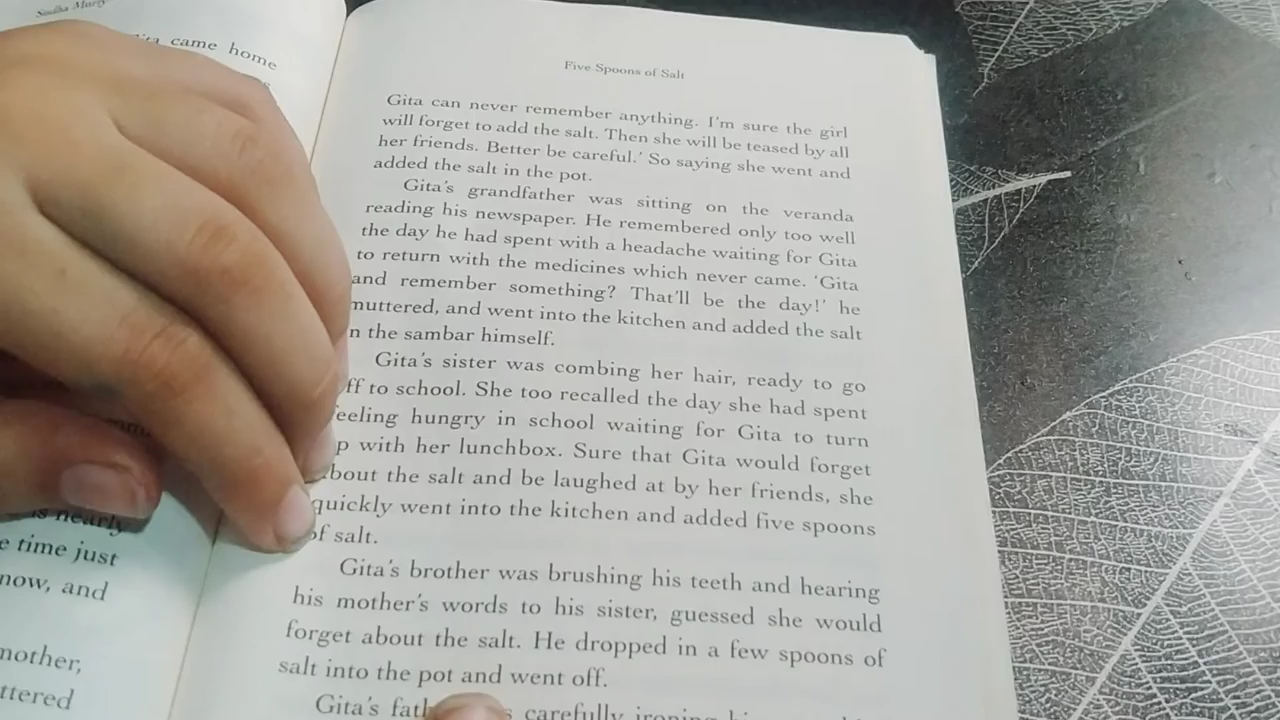 Sudha Murty
came home
nearly
time just
now, and
mother,
Five Spoons of Salt
Gita can never remember anything. I'm sure the girl
will forget to add the salt. Then she will be teased by all
her friends. Better be careful.' So saying she went and
added the salt in the pot.
Gita's grandfather was sitting on the veranda
reading his newspaper. He remembered only too well
the day he had spent with a headache waiting for Gita
to return with the medicines which never came. 'Gita
and remember something? That'll be the day!' he
muttered, and went into the kitchen and added the salt
n the sambar himself.
Gita's sister was combing her hair, ready to go
ff to school. She too recalled the day she had spent
feeling hungry in school waiting for Gita to turn
p with her lunchbox. Sure that Gita would forget
about the salt and be laughed at by her friends, she
quickly went into the kitchen and added five spoons
of salt.
Gita's brother was brushing his teeth and hearing
his mother's words to his sister, guessed she would
forget about the salt. He dropped in a few spoons of
salt into the pot and went off.
Gita's carefully ironing